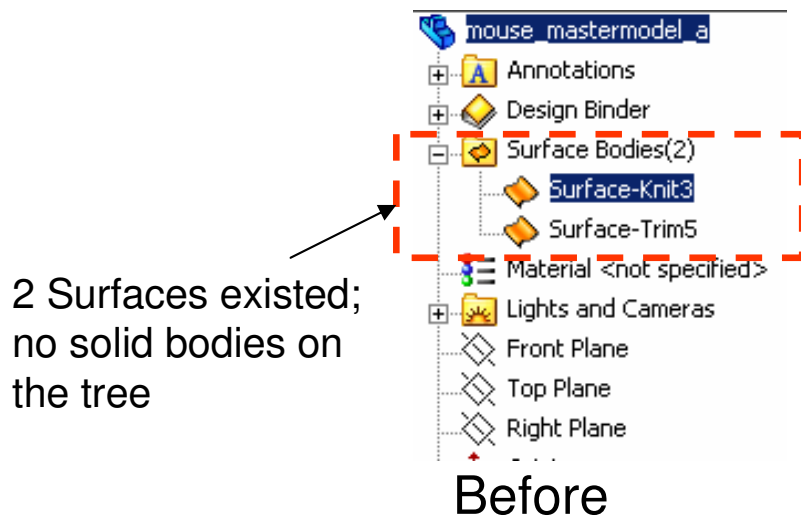 mouse_mastermodel_a
Annotations
Design Binder
Surface Bodies(2)
Surface-Knit3
Surface-Trim5
Material <not specified>
Lights and Cameras
Front Plane
Top Plane
Right Plane
2 Surfaces existed;
no solid bodies on
the tree
Before